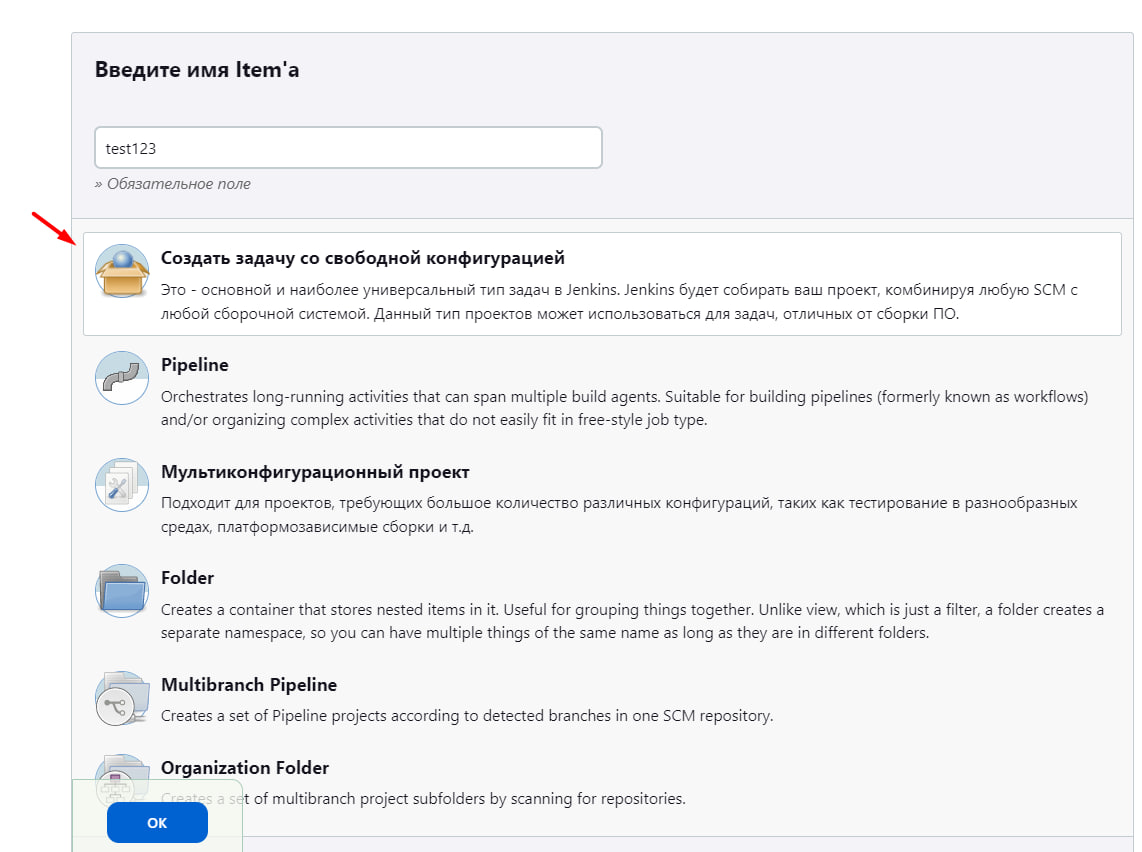 Введите имя Item'а
test123
» Обязательное поле
Создать задачу со свободной конфигурацией
Это - основной и наиболее универсальный тип задач в Jenkins. Jenkins будет собирать ваш проект, комбинируя любую SCM с
любой сборочной системой. Данный тип проектов может использоваться для задач, отличных от сборки ПО.
Pipeline
Orchestrates long-running activities that can span multiple build agents. Suitable for building pipelines (formerly known as workflows)
and/or organizing complex activities that do not easily fit in free-style job type.
Мультиконфигурационный проект
Подходит для проектов, требующих большое количество различных конфигураций, таких как тестирование в разнообразных
средах, платформозависимые сборки и т.д.
Folder
Creates a container that stores nested items in it. Useful for grouping things together. Unlike view, which is just a filter, a folder creates a
separate namespace, so you can have multiple things of the same name as long as they are in different folders.
Multibranch Pipeline
Creates a set of Pipeline projects according to detected branches in one SCM repository.
Organization Folder
Creates a set of multibranch project subfolders by scanning for repositories.
ОК